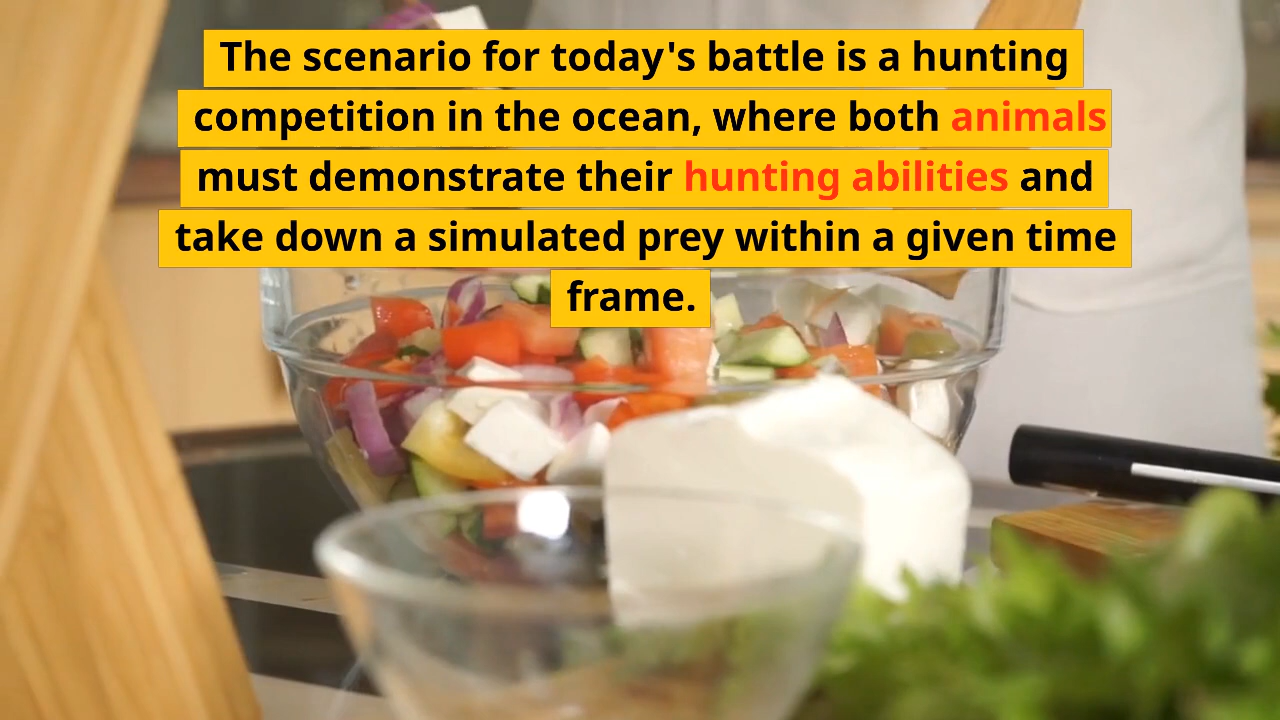 The scenario for today's battle is a hunting
competition in the ocean, where both animals
must demonstrate their hunting abilities and
take down a simulated prey within a given time
frame.